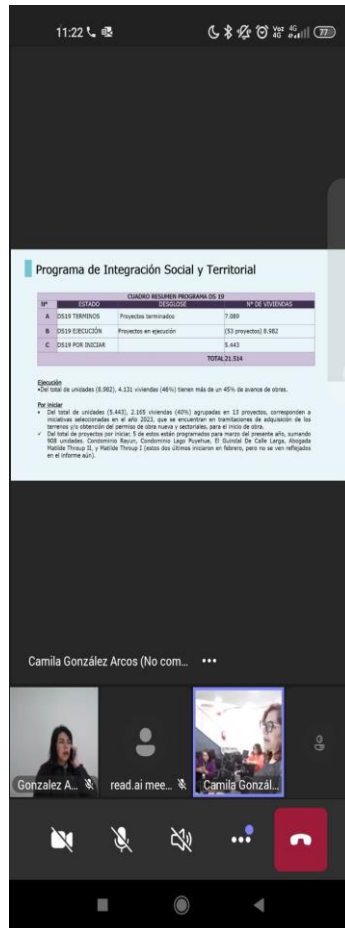 11:22
Voz 4G
4G
77
Programa de Integración Social y Territorial
CUADRO RESUMEN PROGRAMA DS 19
Nº ESTADO DESGLOSE Nº DE VIVIENDAS
A DS19 TERMINOS Proyectos terminados 7.089
B DS19 EJECUCIÓN Proyectos en ejecución (53 proyectos) 8.982
C DS19 POR INICIAR 5.443
TOTAL 21.514
Ejecución
•Del total de unidades (8.982), 4.131 viviendas (46%) tienen más de un 45% de avance de obras.
Por iniciar
• Del total de unidades (5.443), 2.165 viviendas (40%) agrupadas en 13 proyectos, corresponden a
iniciativas seleccionadas en el año 2023, que se encuentran en tramitaciones de adquisición de los
terrenos y/o obtención del permiso de obra nueva y sectoriales, para el inicio de obra.
✓ Del total de proyectos por iniciar, 5 de estos están programados para marzo del presente año, sumando
908 unidades. Condominio Rayun, Condominio Lago Puyehue, El Guindal De Calle Larga, Abogada
Matilde Throup II, y Matilde Throup I (estos dos últimos iniciaron en febrero, pero no se ven reflejados
en el informe aún).
Camila González Arcos (No com... •••
Gonzalez A...
read.ai mee...
Camila Gonzál...